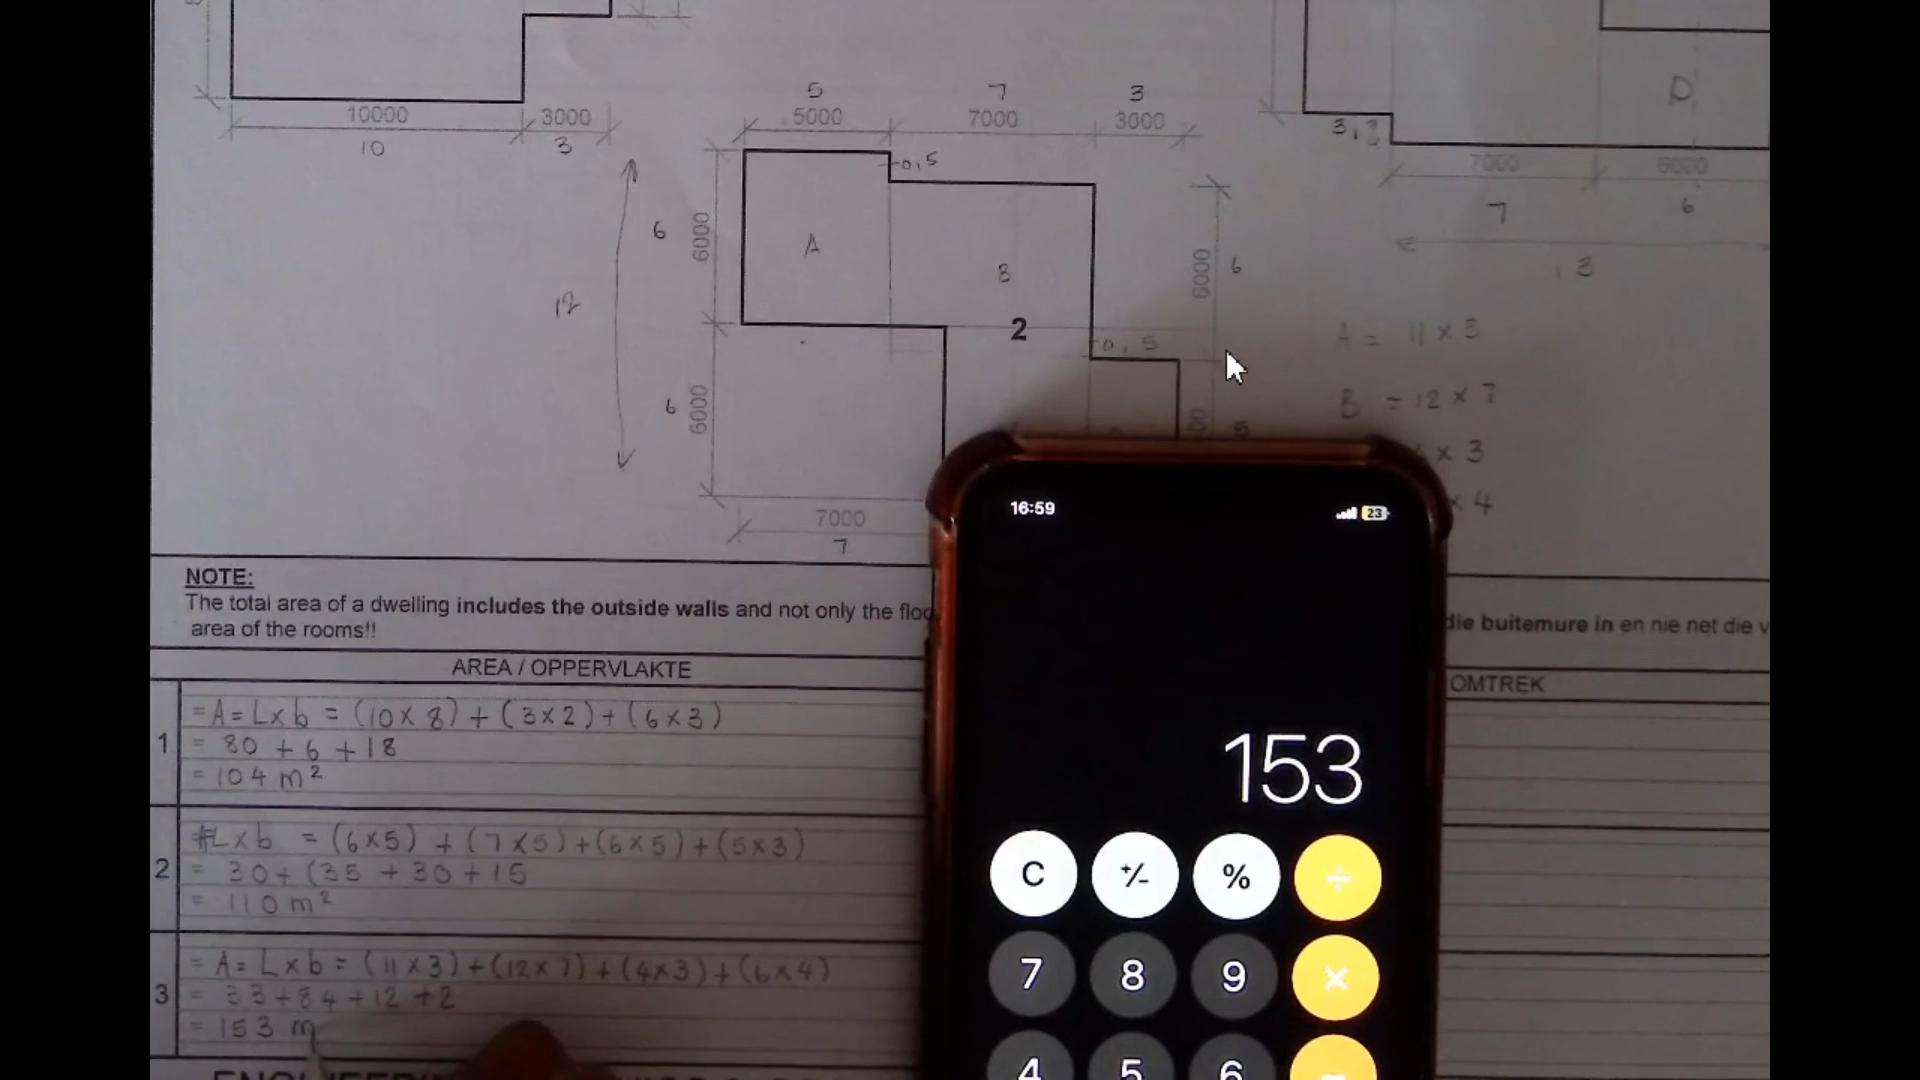 5 7 3
10000 3000 5000 7000 3000
10 3
0,5
3,2
7000 6000
7 6
13
D
A
B
2
0,5
6 6000
12
6000 6
6 6000
5
7000
7
A = 11 x 3
B = 12 x 7
x 3
x 4
NOTE:
The total area of a dwelling includes the outside walls and not only the
area of the rooms!!
die buitemure in en nie net die
AREA / OPPERVLAKTE
OMTREK
1
= A = L x b = (10 x 8) + (3 x 2) + (6 x 3)
= 80 + 6 + 18
= 104 m²
2
L x b = (6 x 5) + (7 x 5) + (6 x 5) + (5 x 3)
= 30 + (35 + 30 + 15
= 110 m²
3
= A = L x b = (11 x 3) + (12 x 7) + (4 x 3) + (6 x 4)
= 33 + 84 + 12 + 2
= 153 m
16:59 23
153
C +/- % ÷
7 8 9 ×
4 5 6 −